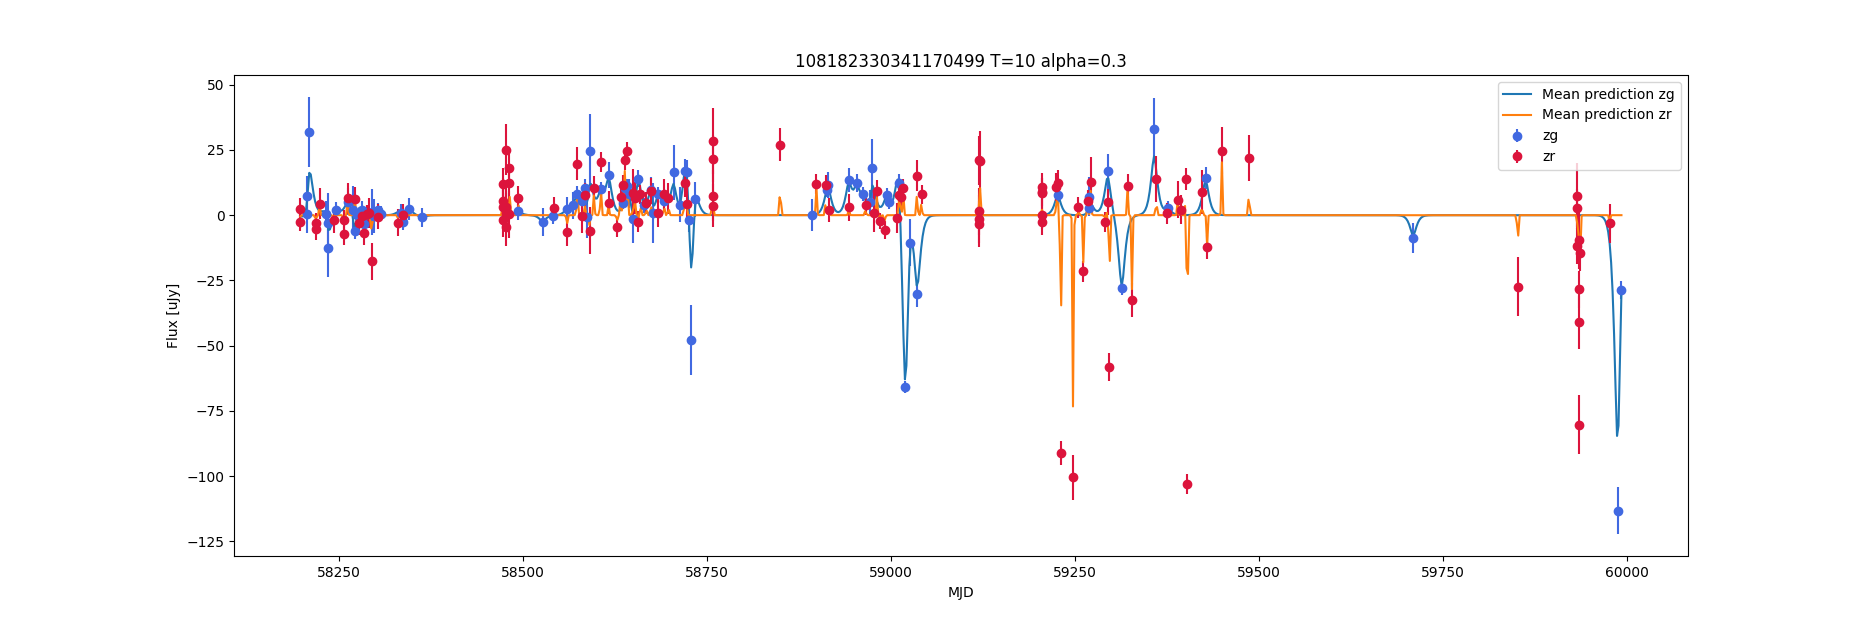 108182330341170499 T=10 alpha=0.3
50
25
0
−25
−50
−75
−100
−125
Flux [uJy]
58250
58500
58750
59000
59250
59500
59750
60000
MJD
Mean prediction zg
Mean prediction zr
zg
zr